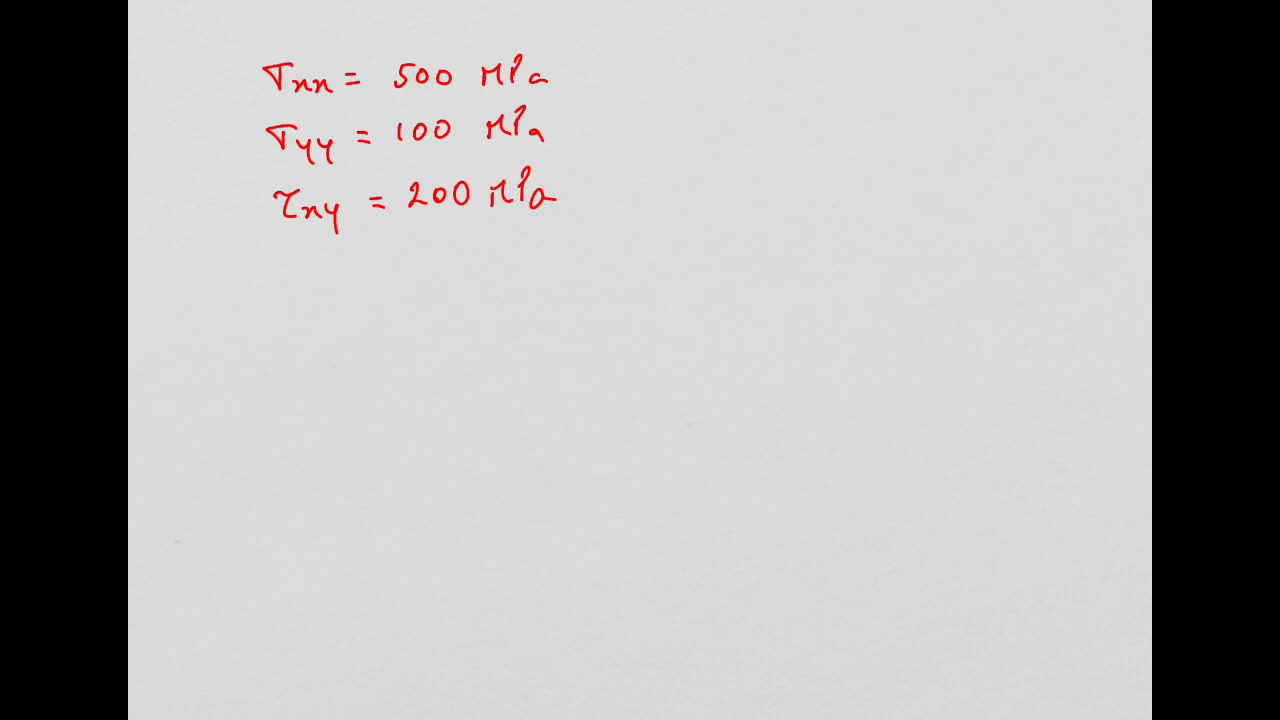 σxx = 500 MPa
σyy = 100 MPa
τxy = 200 MPa